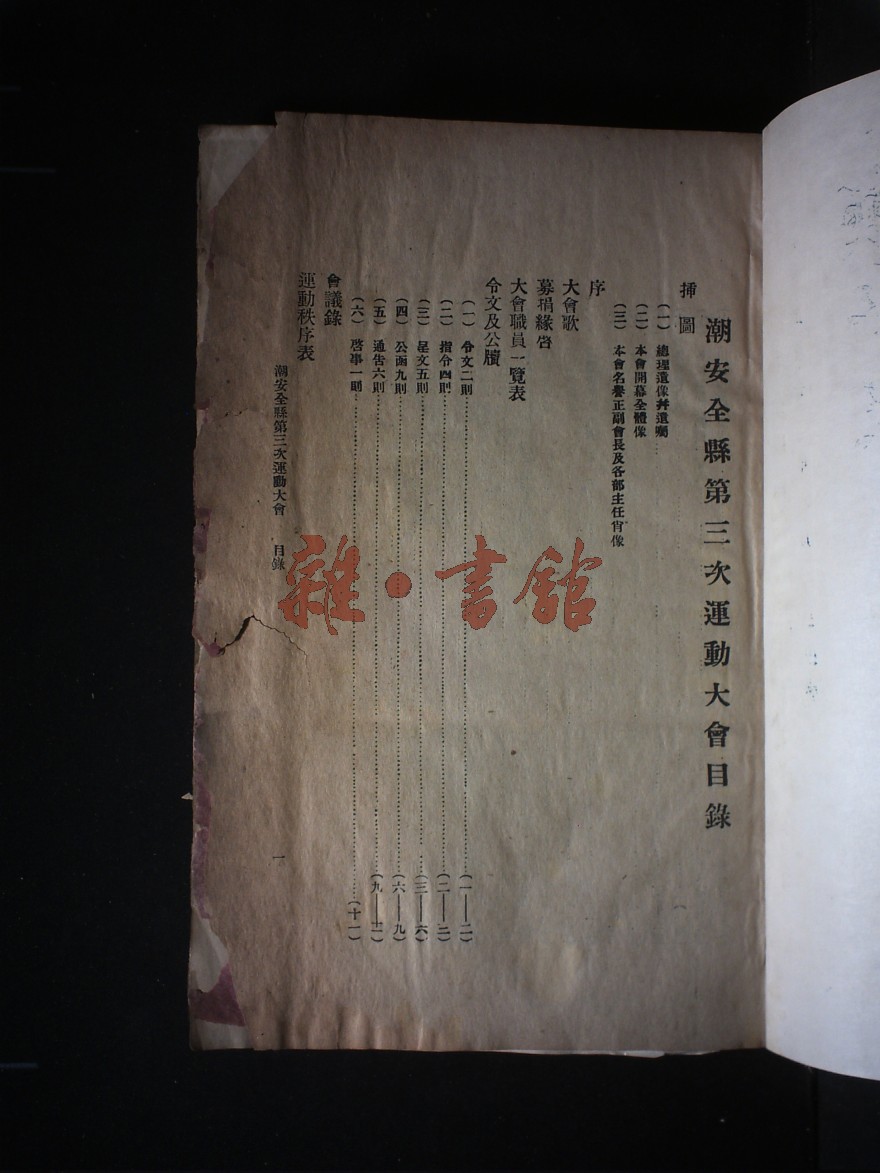 潮安全縣第三次運動大會目錄
插圖
(一) 總理遺像幷遺囑
(二) 本會開幕全體像
(三) 本會名譽正副會長及各部主任肖像
序
大會歌
募捐緣啓
大會職員一覽表
令文及公牘
(一) 令文二則…………(一——二)
(二) 指令四則…………(二——三)
(三) 呈文五則…………(三——六)
(四) 公函九則…………(六——九)
(五) 通告六則…………(九——十一)
(六) 啓事一則…………(十一)
會議錄
運動秩序表
潮安全縣第三次運動大會 目錄 一
雜·書館